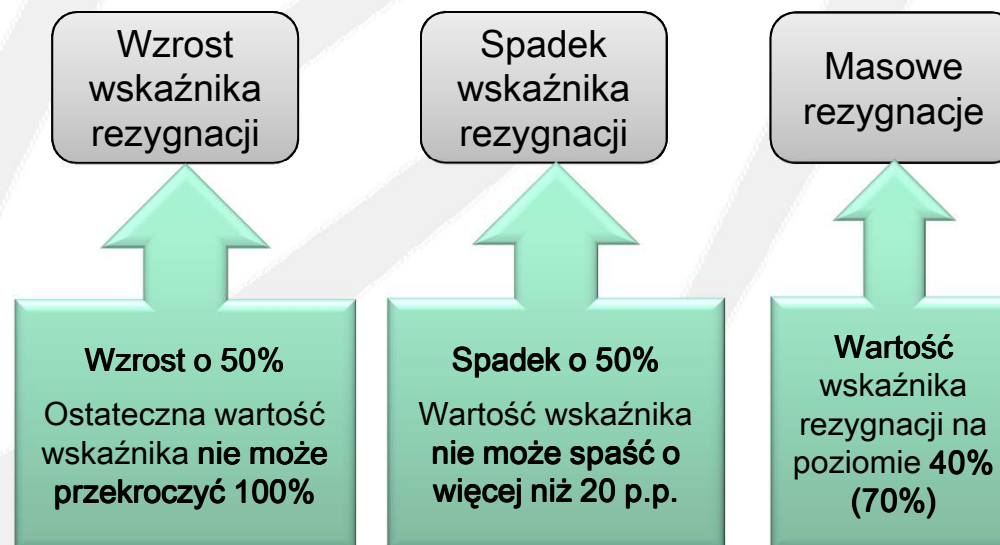 Wzrost
wskaźnika
rezygnacji
Spadek
wskaźnika
rezygnacji
Masowe
rezygnacje
Wzrost o 50%
Ostateczna wartość
wskaźnika nie może
przekroczyć 100%
Spadek o 50%
Wartość wskaźnika
nie może spaść o
więcej niż 20 p.p.
Wartość
wskaźnika
rezygnacji na
poziomie 40%
(70%)